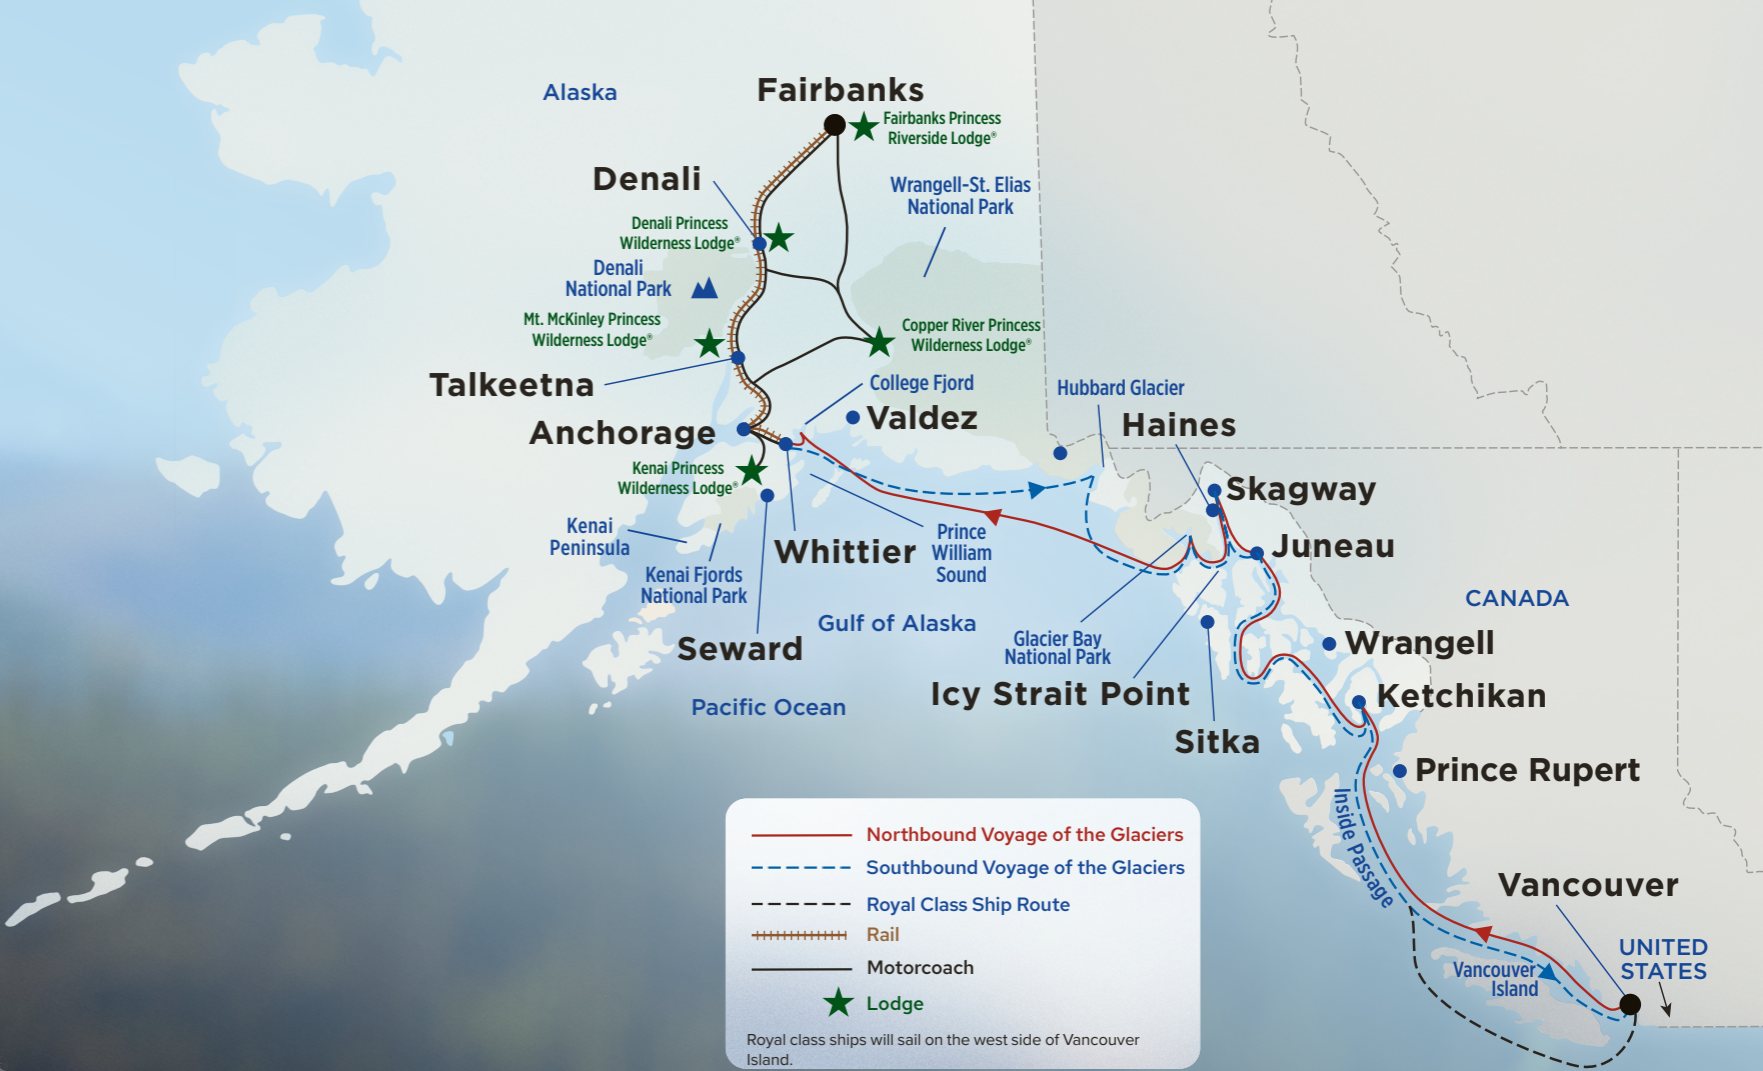 Alaska
Fairbanks
Fairbanks Princess
Riverside Lodge®
Denali
Wrangell-St. Elias
National Park
Denali Princess
Wilderness Lodge®
Denali
National Park
Mt. McKinley Princess
Wilderness Lodge®
Copper River Princess
Wilderness Lodge®
Talkeetna
College Fjord
Hubbard Glacier
Valdez
Haines
Anchorage
Kenai Princess
Wilderness Lodge®
Skagway
Kenai
Peninsula
Whittier
Prince
William
Sound
Juneau
Kenai Fjords
National Park
CANADA
Gulf of Alaska
Seward
Glacier Bay
National Park
Wrangell
Icy Strait Point
Ketchikan
Pacific Ocean
Sitka
Prince Rupert
Inside Passage
Vancouver
UNITED
STATES
Vancouver
Island
Northbound Voyage of the Glaciers
Southbound Voyage of the Glaciers
Royal Class Ship Route
Rail
Motorcoach
Lodge
Royal class ships will sail on the west side of Vancouver
Island.